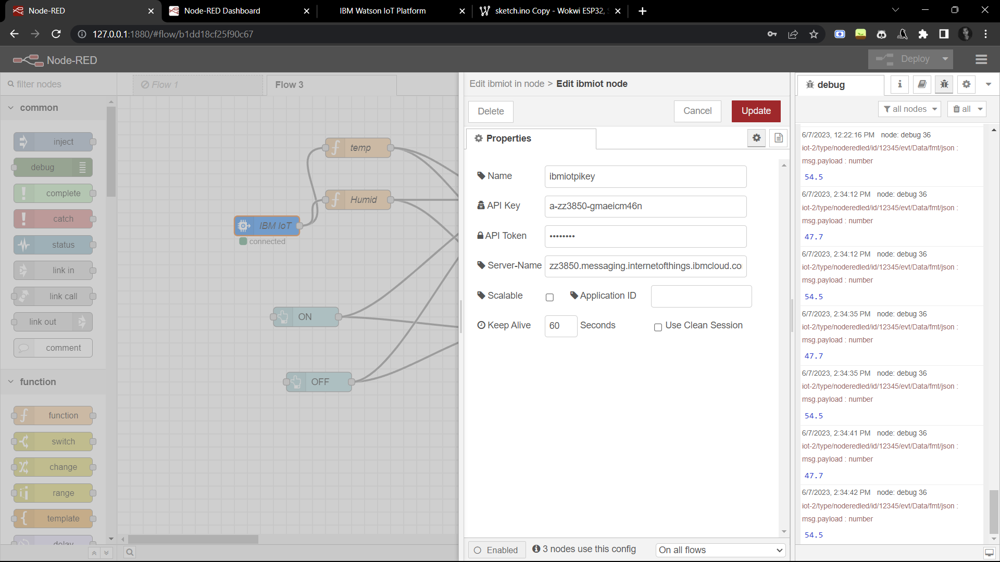 Node-RED
Node-RED Dashboard
IBM Watson IoT Platform
sketch.ino Copy - Wokwi ESP32,
127.0.0.1:1880/#flow/b1dd18cf25f90c67
Node-RED
Deploy
filter nodes
common
inject
debug
complete
catch
status
link in
link call
link out
comment
function
function
switch
change
range
template
delay
Flow 1
Flow 3
temp
Humid
IBM IoT
connected
ON
OFF
Edit ibmiot in node > Edit ibmiot node
Delete
Cancel
Update
Properties
Name
ibmiotpikey
API Key
a-zz3850-gmaeicm46n
API Token
••••••••
Server-Name
zz3850.messaging.internetofthings.ibmcloud.co
Scalable
Application ID
Keep Alive
60
Seconds
Use Clean Session
Enabled
3 nodes use this config
On all flows
debug
all nodes
all
6/7/2023, 12:22:16 PM node: debug 36
iot-2/type/noderedled/id/12345/evt/Data/fmt/json :
msg.payload : number
54.5
6/7/2023, 2:34:12 PM node: debug 36
iot-2/type/noderedled/id/12345/evt/Data/fmt/json :
msg.payload : number
47.7
6/7/2023, 2:34:12 PM node: debug 36
iot-2/type/noderedled/id/12345/evt/Data/fmt/json :
msg.payload : number
54.5
6/7/2023, 2:34:35 PM node: debug 36
iot-2/type/noderedled/id/12345/evt/Data/fmt/json :
msg.payload : number
47.7
6/7/2023, 2:34:35 PM node: debug 36
iot-2/type/noderedled/id/12345/evt/Data/fmt/json :
msg.payload : number
54.5
6/7/2023, 2:34:41 PM node: debug 36
iot-2/type/noderedled/id/12345/evt/Data/fmt/json :
msg.payload : number
47.7
6/7/2023, 2:34:42 PM node: debug 36
iot-2/type/noderedled/id/12345/evt/Data/fmt/json :
msg.payload : number
54.5